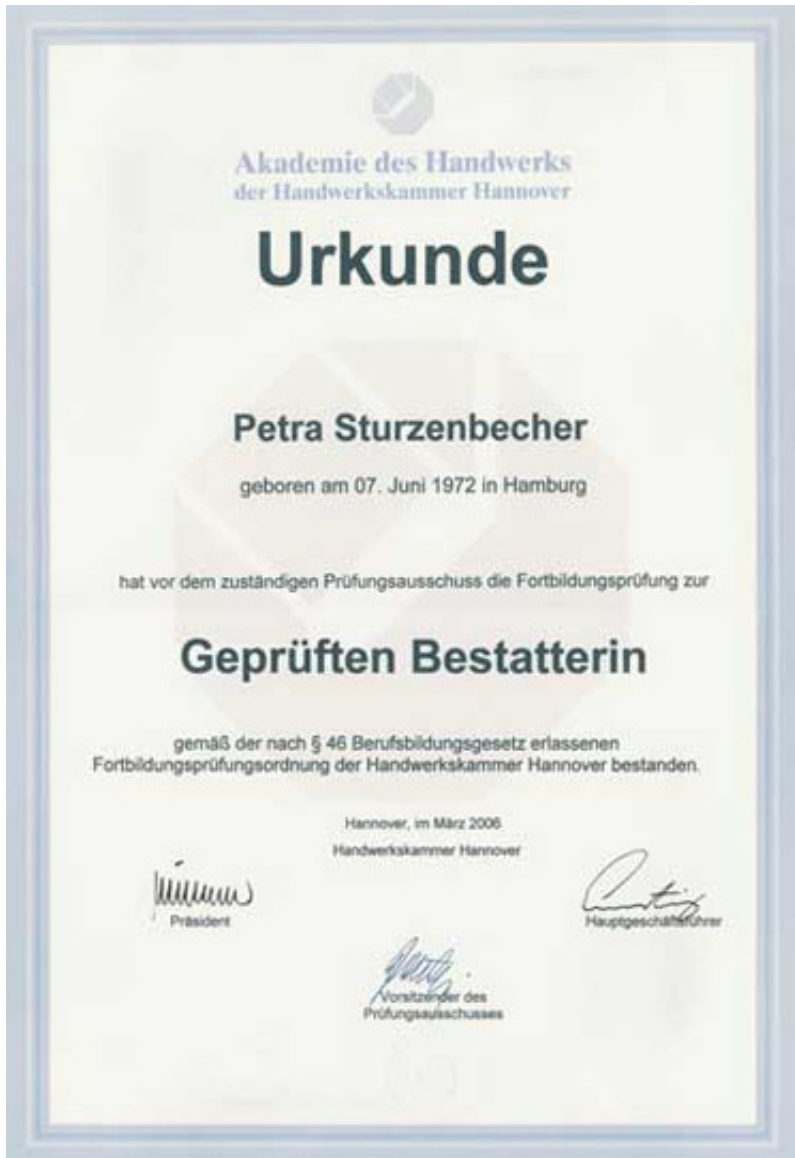 Akademie des Handwerks
der Handwerkskammer Hannover
Urkunde
Petra Sturzenbecher
geboren am 07. Juni 1972 in Hamburg
hat vor dem zuständigen Prüfungsausschuss die Fortbildungsprüfung zur
Geprüften Bestatterin
gemäß der nach § 46 Berufsbildungsgesetz erlassenen
Fortbildungsprüfungsordnung der Handwerkskammer Hannover bestanden.
Hannover, im März 2006
Handwerkskammer Hannover
Präsident
Hauptgeschäftsführer
Vorsitzender des
Prüfungsausschusses